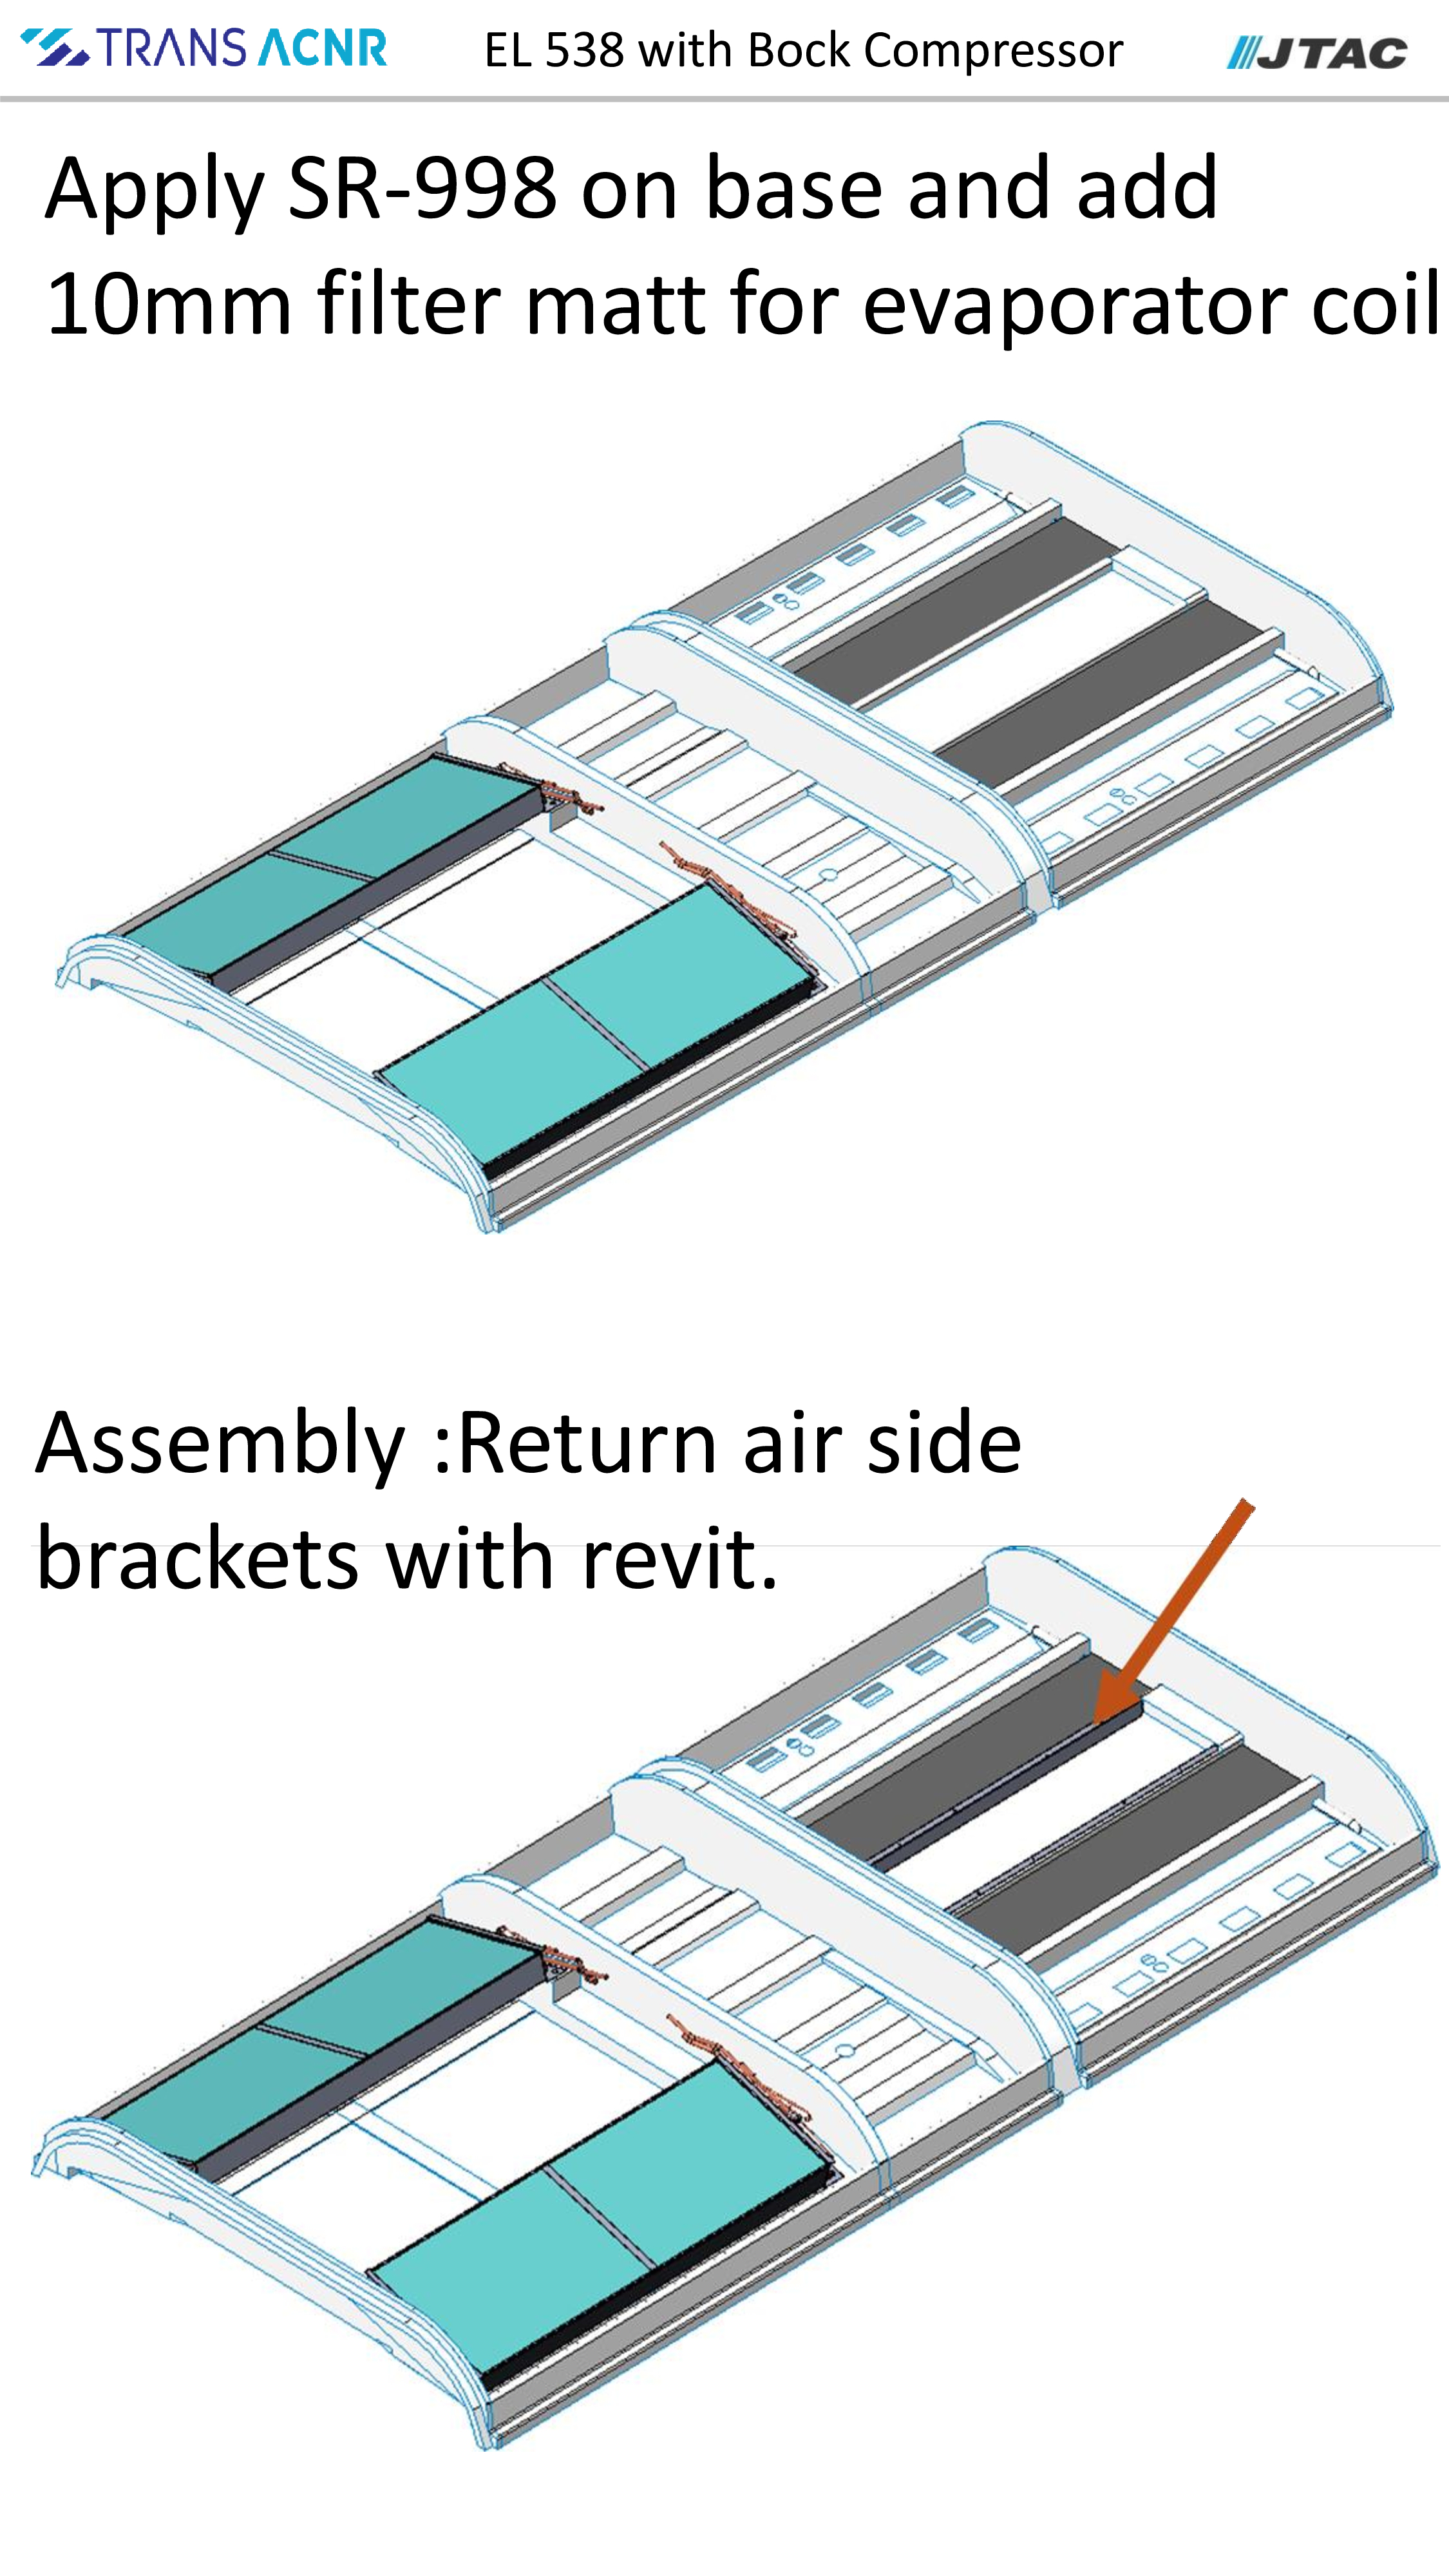 TRANS ACNR
EL 538 with Bock Compressor
JTAC
Apply SR-998 on base and add
10mm filter matt for evaporator coil
Assembly :Return air side
brackets with revit.